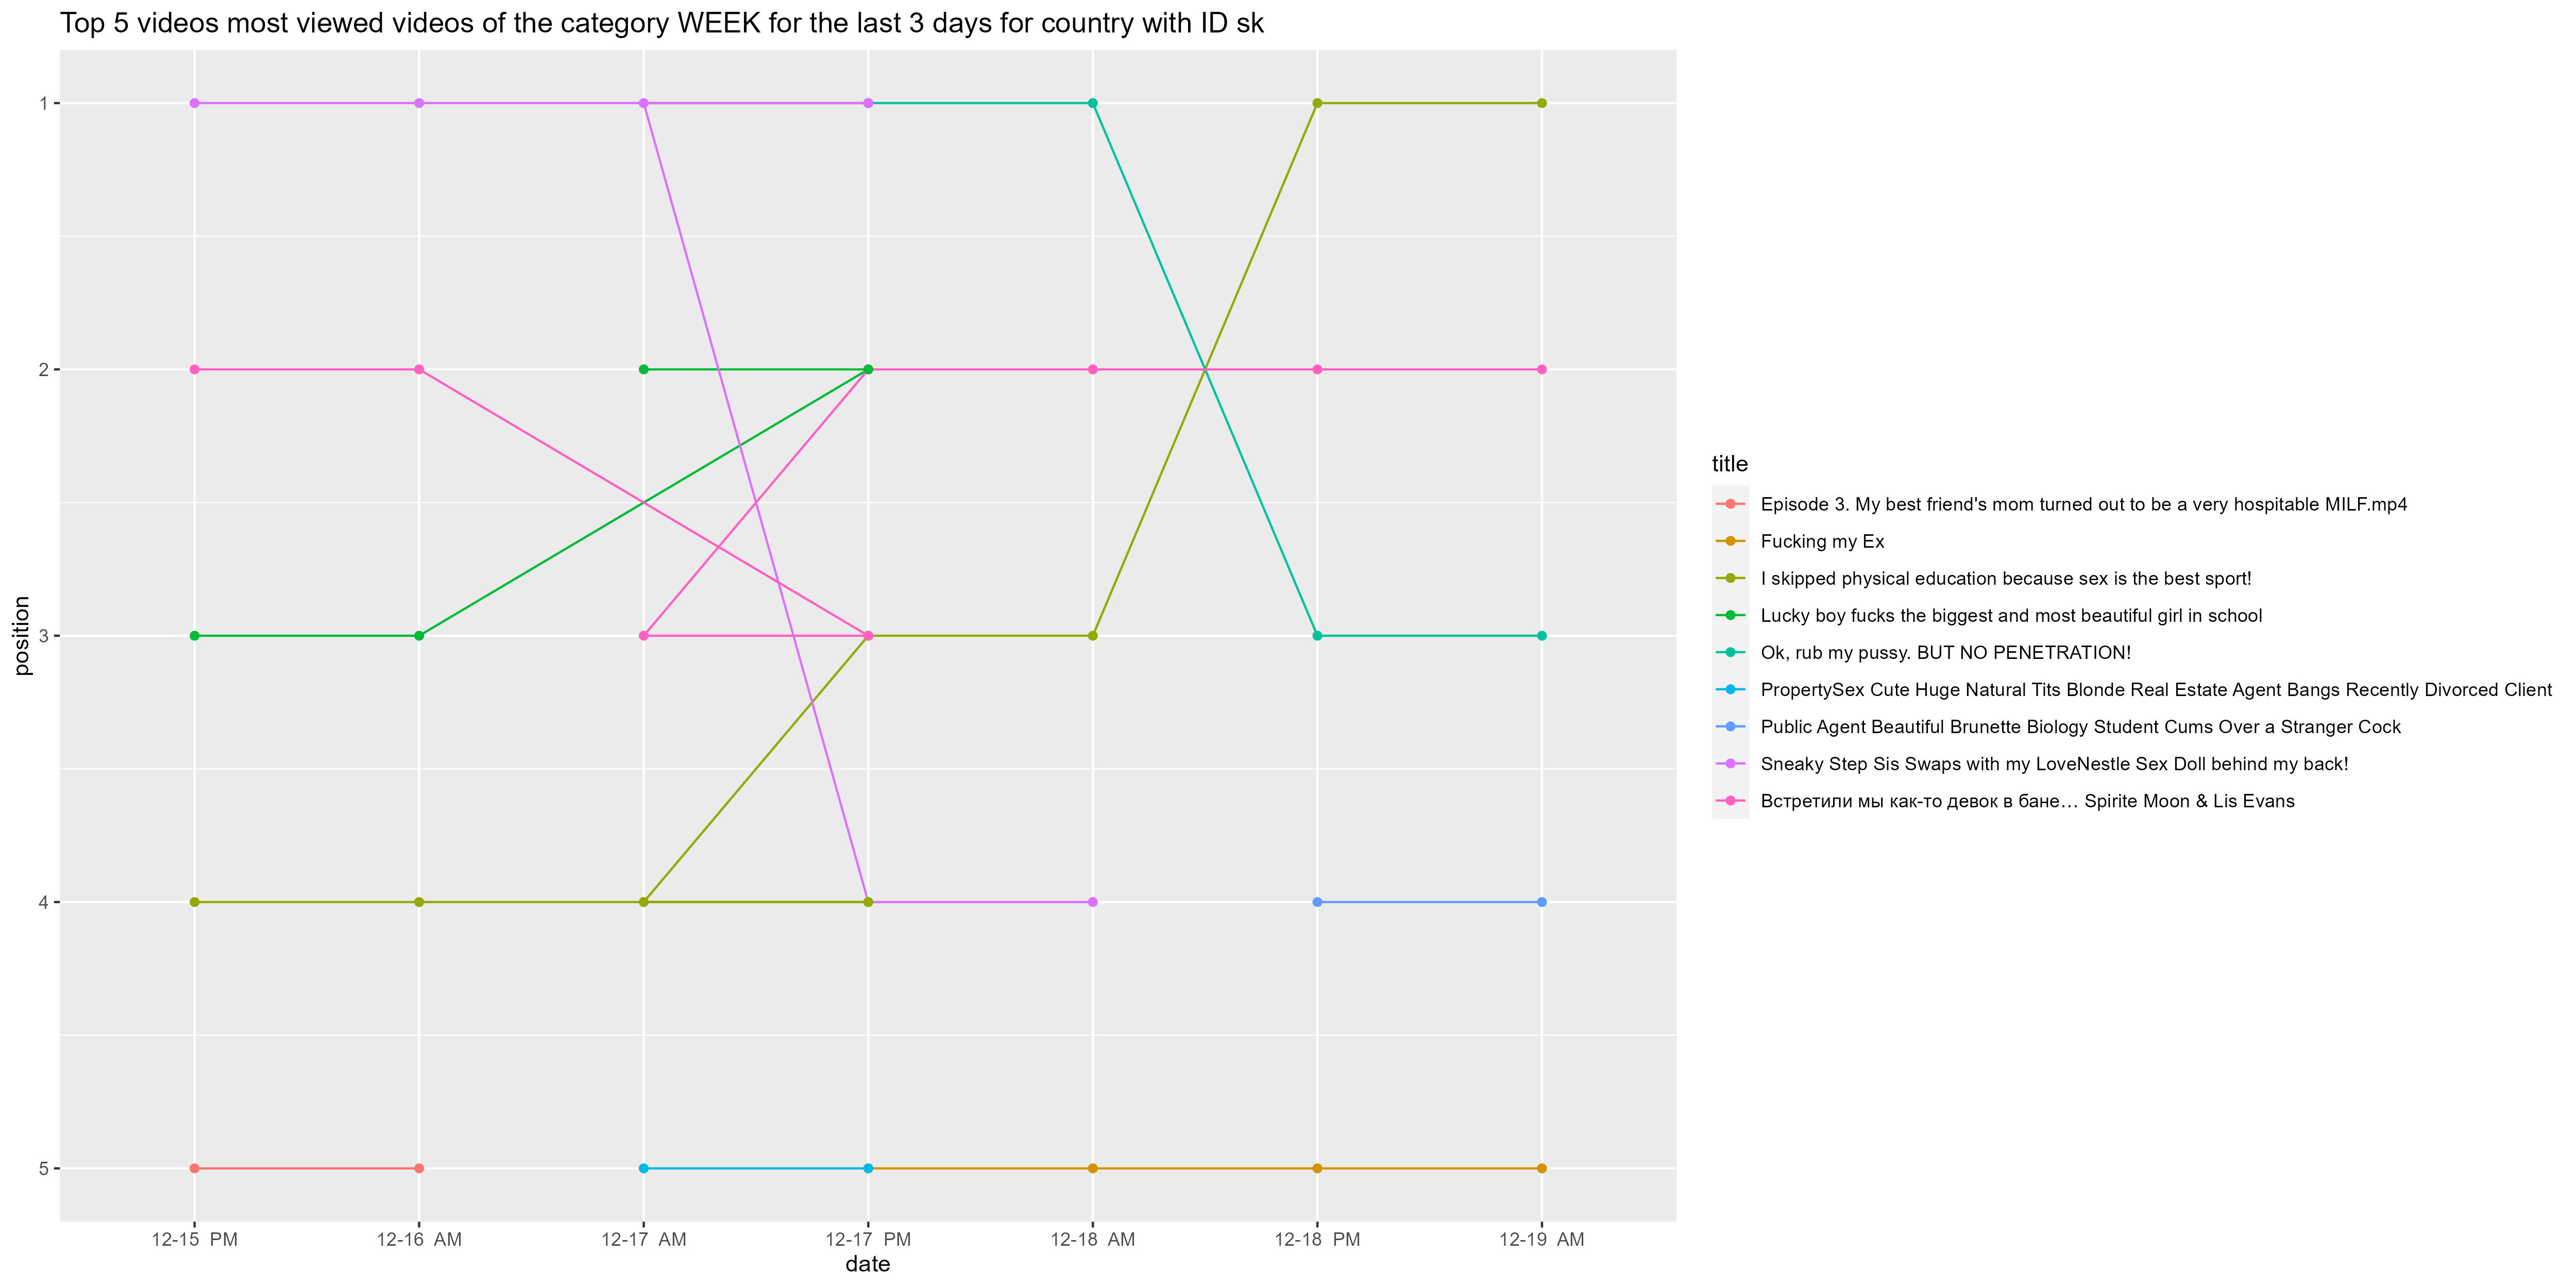 Top 5 videos most viewed videos of the category WEEK for the last 3 days for country with ID sk
position
1
2
3
4
5
12-15 PM
12-16 AM
12-17 AM
12-17 PM
12-18 AM
12-18 PM
12-19 AM
date
title
Episode 3. My best friend's mom turned out to be a very hospitable MILF.mp4
Fucking my Ex
I skipped physical education because sex is the best sport!
Lucky boy fucks the biggest and most beautiful girl in school
Ok, rub my pussy. BUT NO PENETRATION!
PropertySex Cute Huge Natural Tits Blonde Real Estate Agent Bangs Recently Divorced Client
Public Agent Beautiful Brunette Biology Student Cums Over a Stranger Cock
Sneaky Step Sis Swaps with my LoveNestle Sex Doll behind my back!
Встретили мы как-то девок в бане… Spirite Moon & Lis Evans